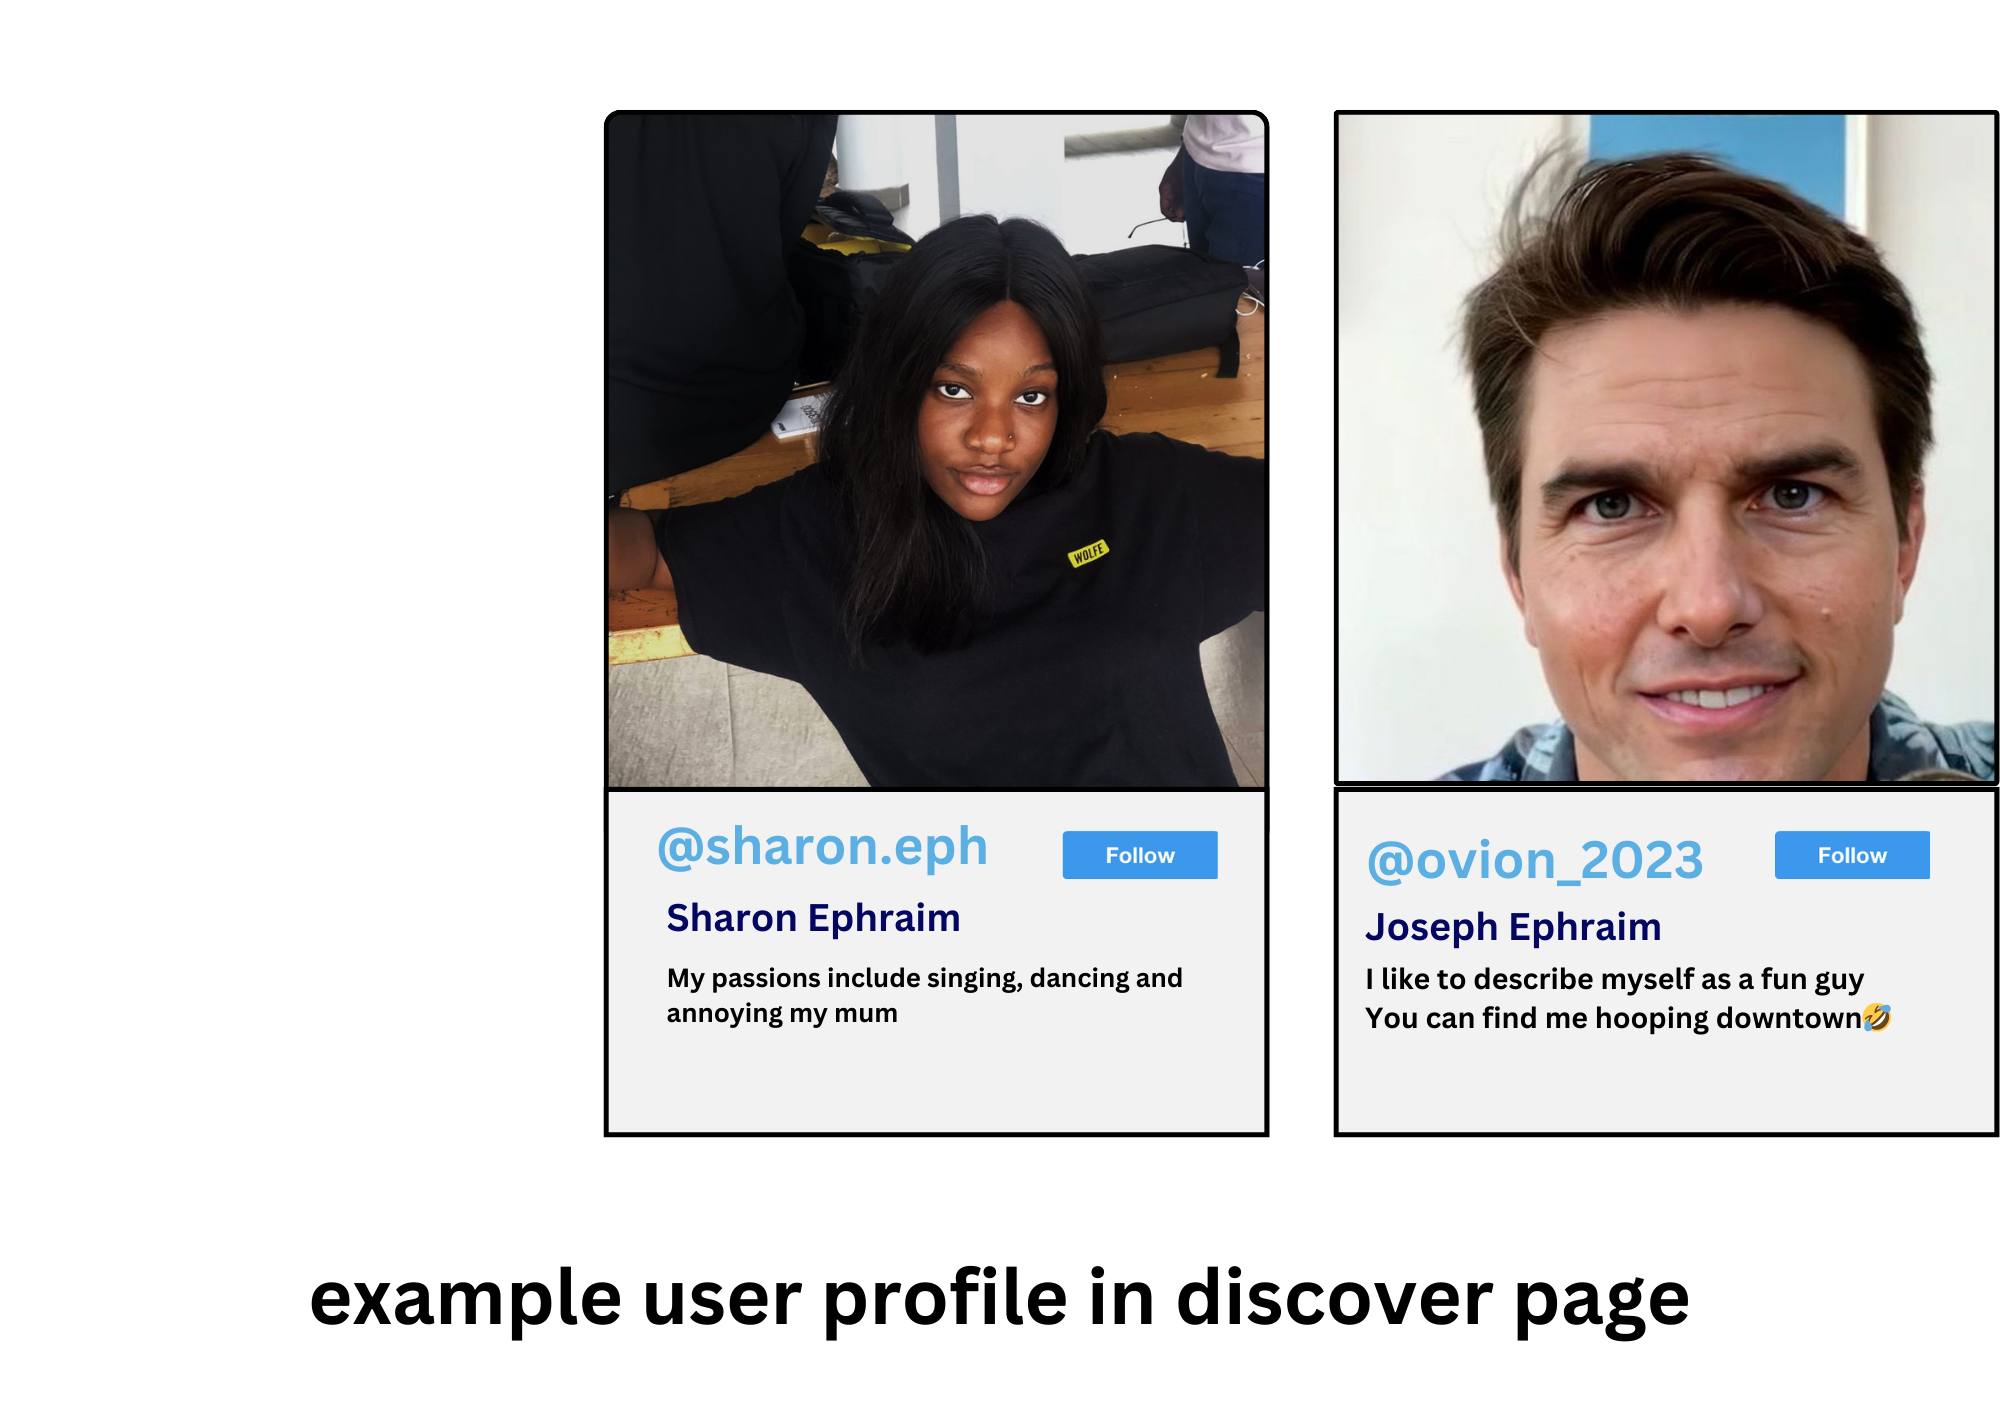 WOLFE
@sharon.eph
Follow
Sharon Ephraim
My passions include singing, dancing and
annoying my mum
@ovion_2023
Follow
Joseph Ephraim
I like to describe myself as a fun guy
You can find me hooping downtown🤣
example user profile in discover page